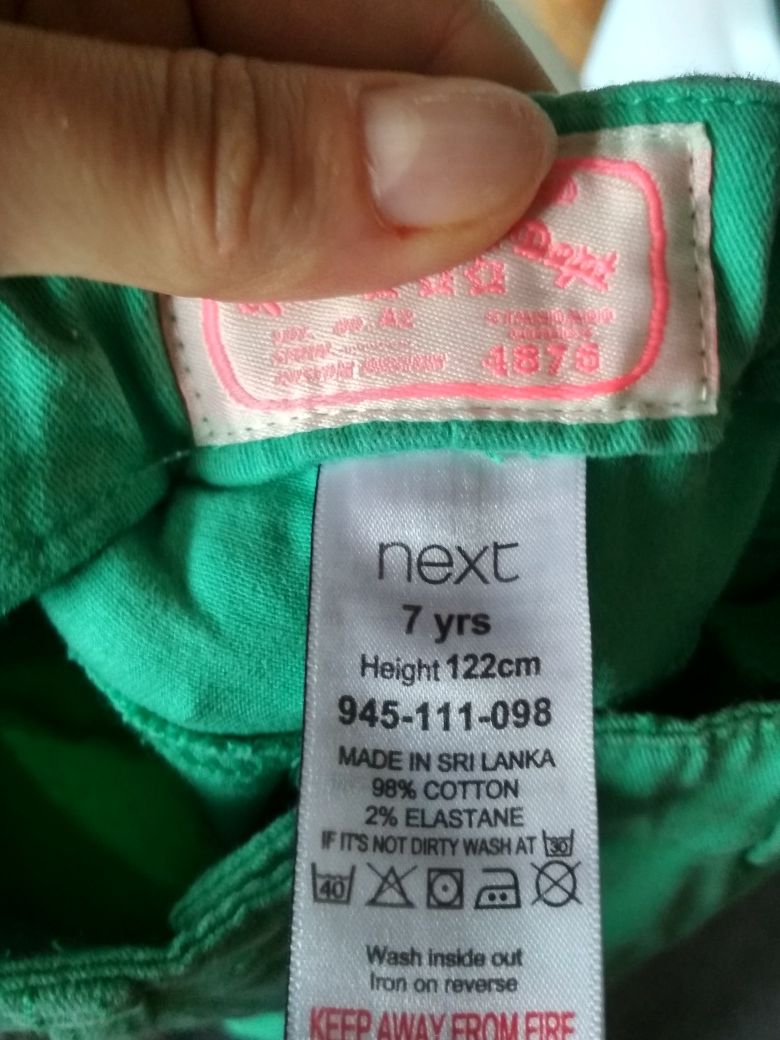 A2
4876
next
7 yrs
Height 122cm
945-111-098
MADE IN SRI LANKA
98% COTTON
2% ELASTANE
IF IT'S NOT DIRTY WASH AT 30
40
Wash inside out
Iron on reverse
KEEP AWAY FROM FIRE